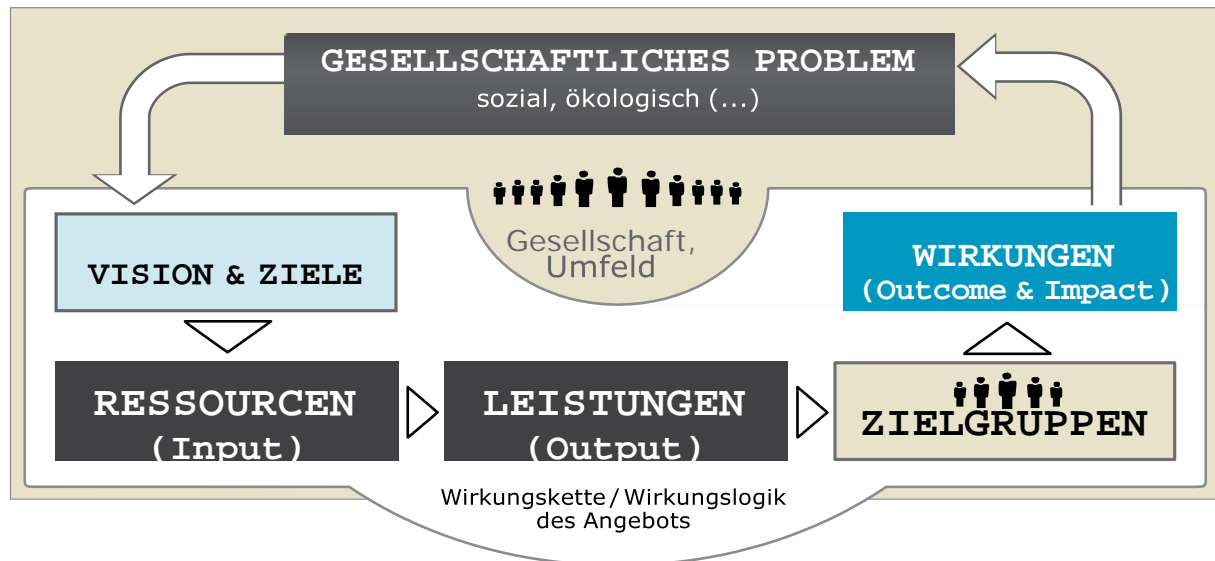 GESELLSCHAFTLICHES PROBLEM
sozial, ökologisch (...)
Gesellschaft,
Umfeld
VISION & ZIELE
WIRKUNGEN
(Outcome & Impact)
RESSOURCEN
(Input)
LEISTUNGEN
(Output)
ZIELGRUPPEN
Wirkungskette/Wirkungslogik
des Angebots